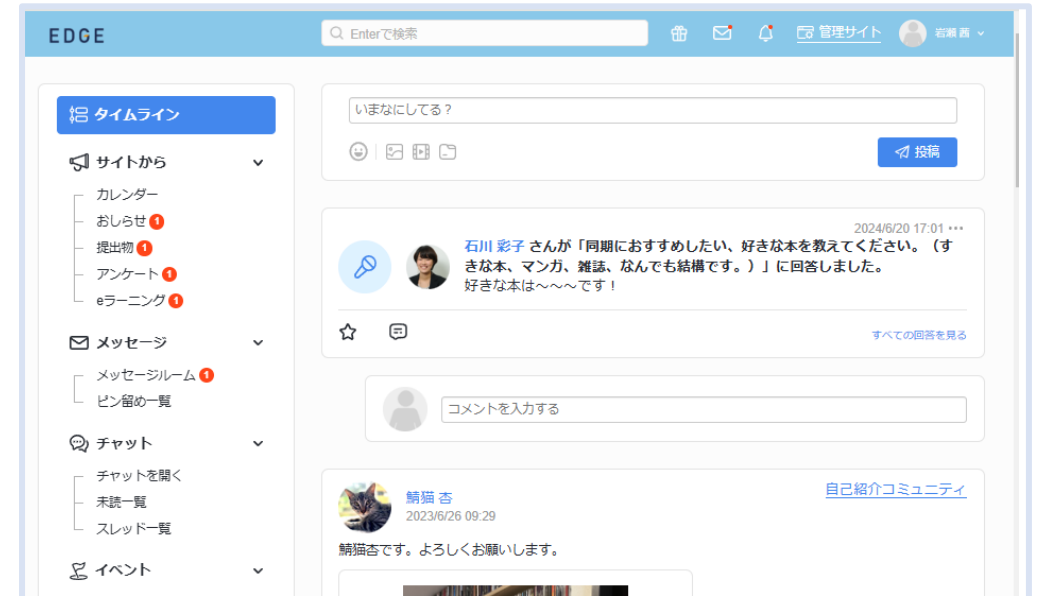 EDGE
Enterで検索
管理サイト
岩瀬 茜
タイムライン
サイトから
カレンダー
おしらせ 1
提出物 1
アンケート 1
eラーニング 1
メッセージ
メッセージルーム 1
ピン留め一覧
チャット
チャットを開く
未読一覧
スレッド一覧
イベント
いまなにしてる？
投稿
2024/6/20 17:01
石川 彩子 さんが「同期におすすめしたい、好きな本を教えてください。（す
きな本、マンガ、雑誌、なんでも結構です。）」に回答しました。
好きな本は～～～です！
すべての回答を見る
コメントを入力する
鯖猫 杏
自己紹介コミュニティ
2023/6/26 09:29
鯖猫杏です。よろしくお願いします。